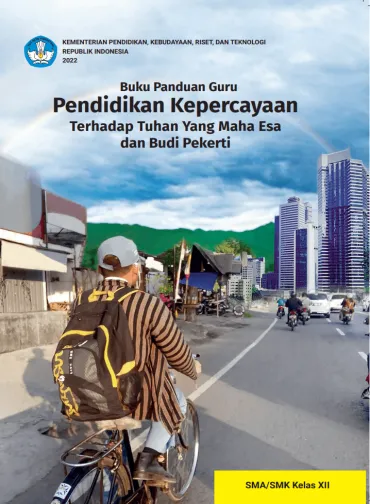 KEMENTERIAN PENDIDIKAN, KEBUDAYAAN, RISET, DAN TEKNOLOGI
REPUBLIK INDONESIA
2022
Buku Panduan Guru
Pendidikan Kepercayaan
Terhadap Tuhan Yang Maha Esa
dan Budi Pekerti
SMA/SMK Kelas XII